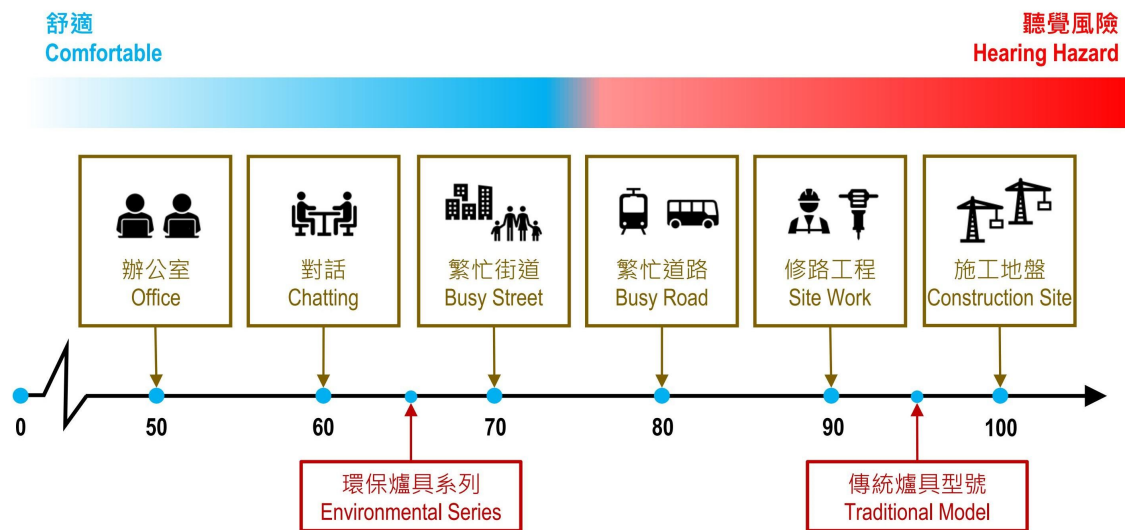 舒適
Comfortable
聽覺風險
Hearing Hazard
辦公室
Office
對話
Chatting
繁忙街道
Busy Street
繁忙道路
Busy Road
修路工程
Site Work
施工地盤
Construction Site
0
50
60
70
80
90
100
環保爐具系列
Environmental Series
傳統爐具型號
Traditional Model